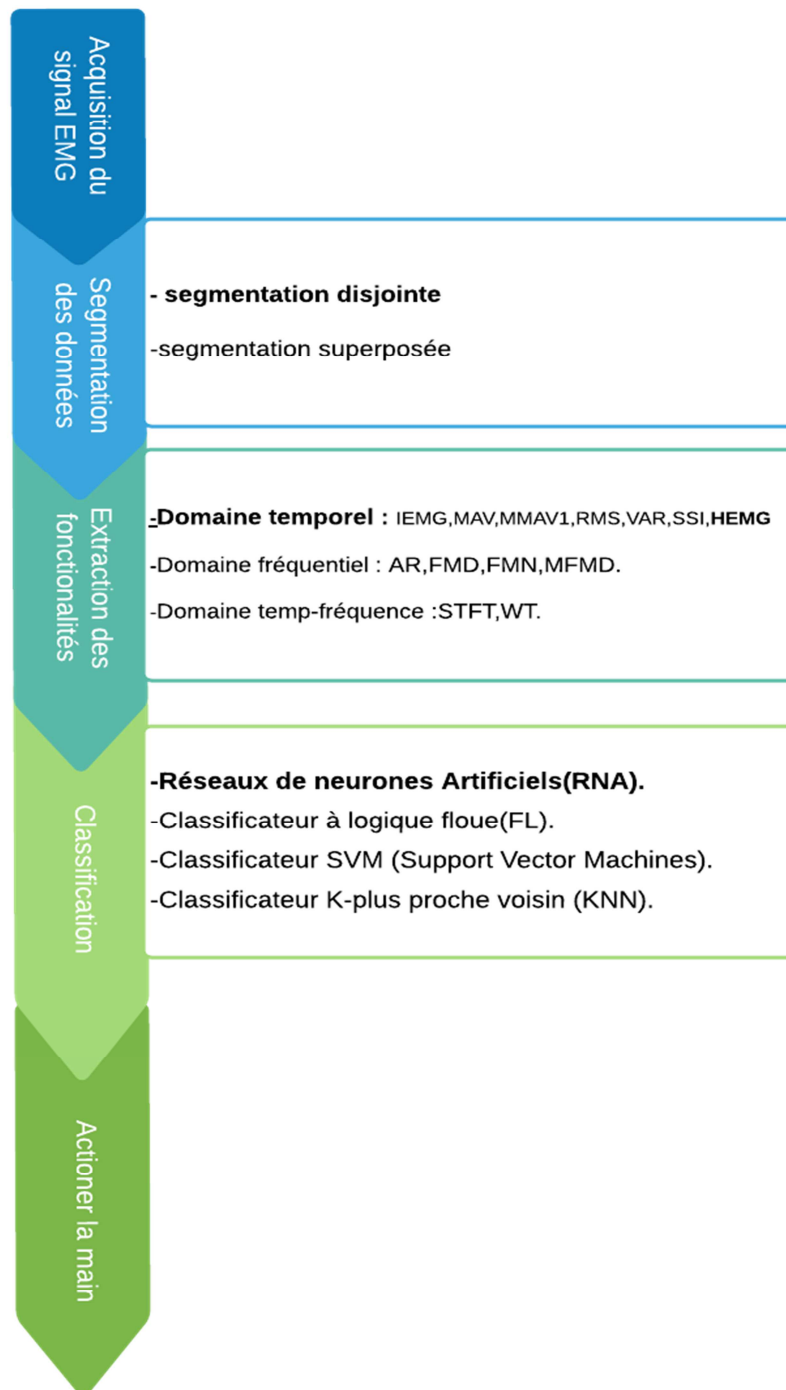 Acquisition du
signal EMG
Segmentation
des données
- segmentation disjointe
-segmentation superposée
Extraction des
fonctionalités
-Domaine temporel : IEMG,MAV,MMAV1,RMS,VAR,SSI,HEMG
-Domaine fréquentiel : AR,FMD,FMN,MFMD.
-Domaine temp-fréquence :STFT,WT.
Classification
-Réseaux de neurones Artificiels(RNA).
-Classificateur à logique floue(FL).
-Classificateur SVM (Support Vector Machines).
-Classificateur K-plus proche voisin (KNN).
Actioner la main